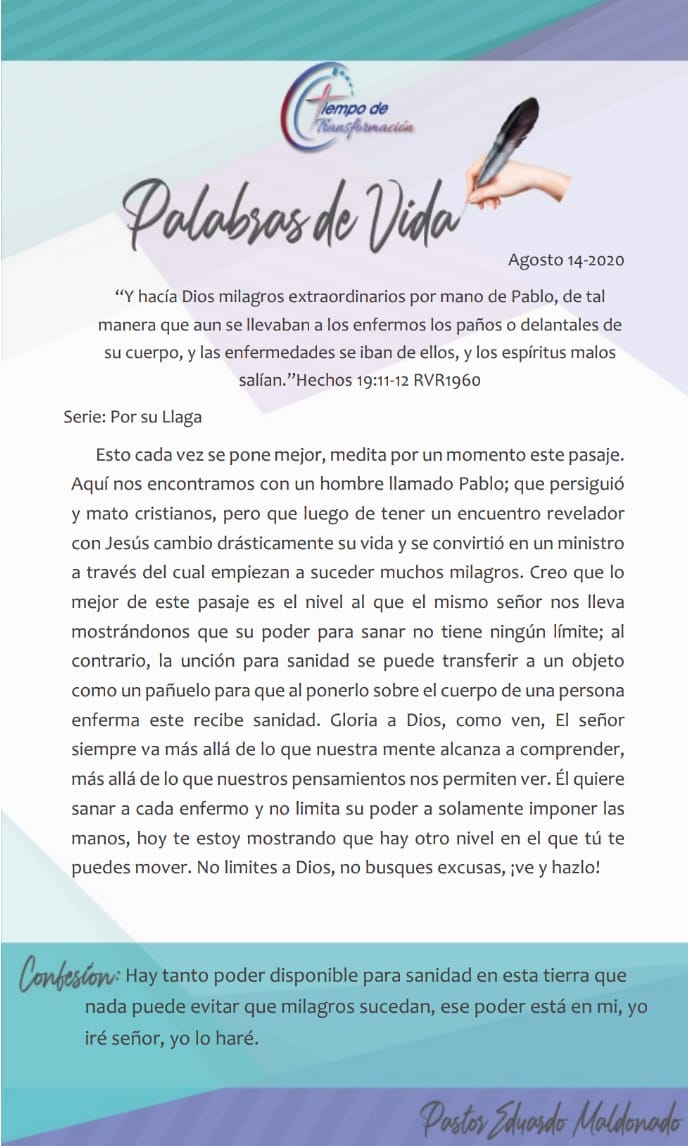 Tiempo de
Transformación
Palabras de Vida
Agosto 14-2020
“Y hacía Dios milagros extraordinarios por mano de Pablo, de tal
manera que aun se llevaban a los enfermos los paños o delantales de
su cuerpo, y las enfermedades se iban de ellos, y los espíritus malos
salían.”Hechos 19:11-12 RVR1960
Serie: Por su Llaga
Esto cada vez se pone mejor, medita por un momento este pasaje.
Aquí nos encontramos con un hombre llamado Pablo; que persiguió
y mato cristianos, pero que luego de tener un encuentro revelador
con Jesús cambio drásticamente su vida y se convirtió en un ministro
a través del cual empiezan a suceder muchos milagros. Creo que lo
mejor de este pasaje es el nivel al que el mismo señor nos lleva
mostrándonos que su poder para sanar no tiene ningún límite; al
contrario, la unción para sanidad se puede transferir a un objeto
como un pañuelo para que al ponerlo sobre el cuerpo de una persona
enferma este recibe sanidad. Gloria a Dios, como ven, El señor
siempre va más allá de lo que nuestra mente alcanza a comprender,
más allá de lo que nuestros pensamientos nos permiten ver. Él quiere
sanar a cada enfermo y no limita su poder a solamente imponer las
manos, hoy te estoy mostrando que hay otro nivel en el que tú te
puedes mover. No limites a Dios, no busques excusas, ¡ve y hazlo!
Confesíon: Hay tanto poder disponible para sanidad en esta tierra que
nada puede evitar que milagros sucedan, ese poder está en mi, yo
iré señor, yo lo haré.
Pastor Eduardo Maldonado